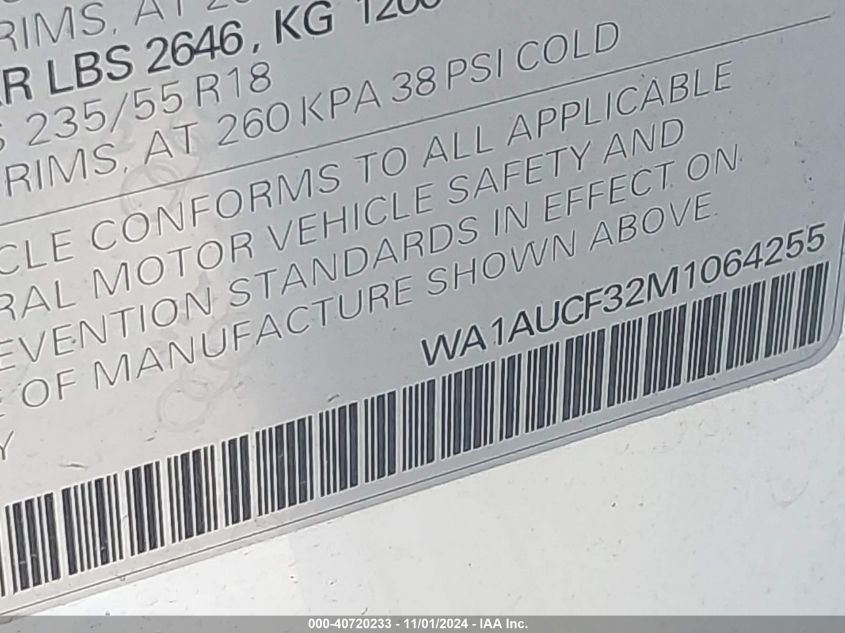 RIMS, AT
R LBS 2646, KG 1200
235/55 R18
RIMS, AT 260 KPA 38 PSI COLD
CLE CONFORMS TO ALL APPLICABLE
RAL MOTOR VEHICLE SAFETY AND
EVENTION STANDARDS IN EFFECT ON
OF MANUFACTURE SHOWN ABOVE.
WA1AUCF32M1064255
Y
000-40720233 - 11/01/2024 - IAA Inc.